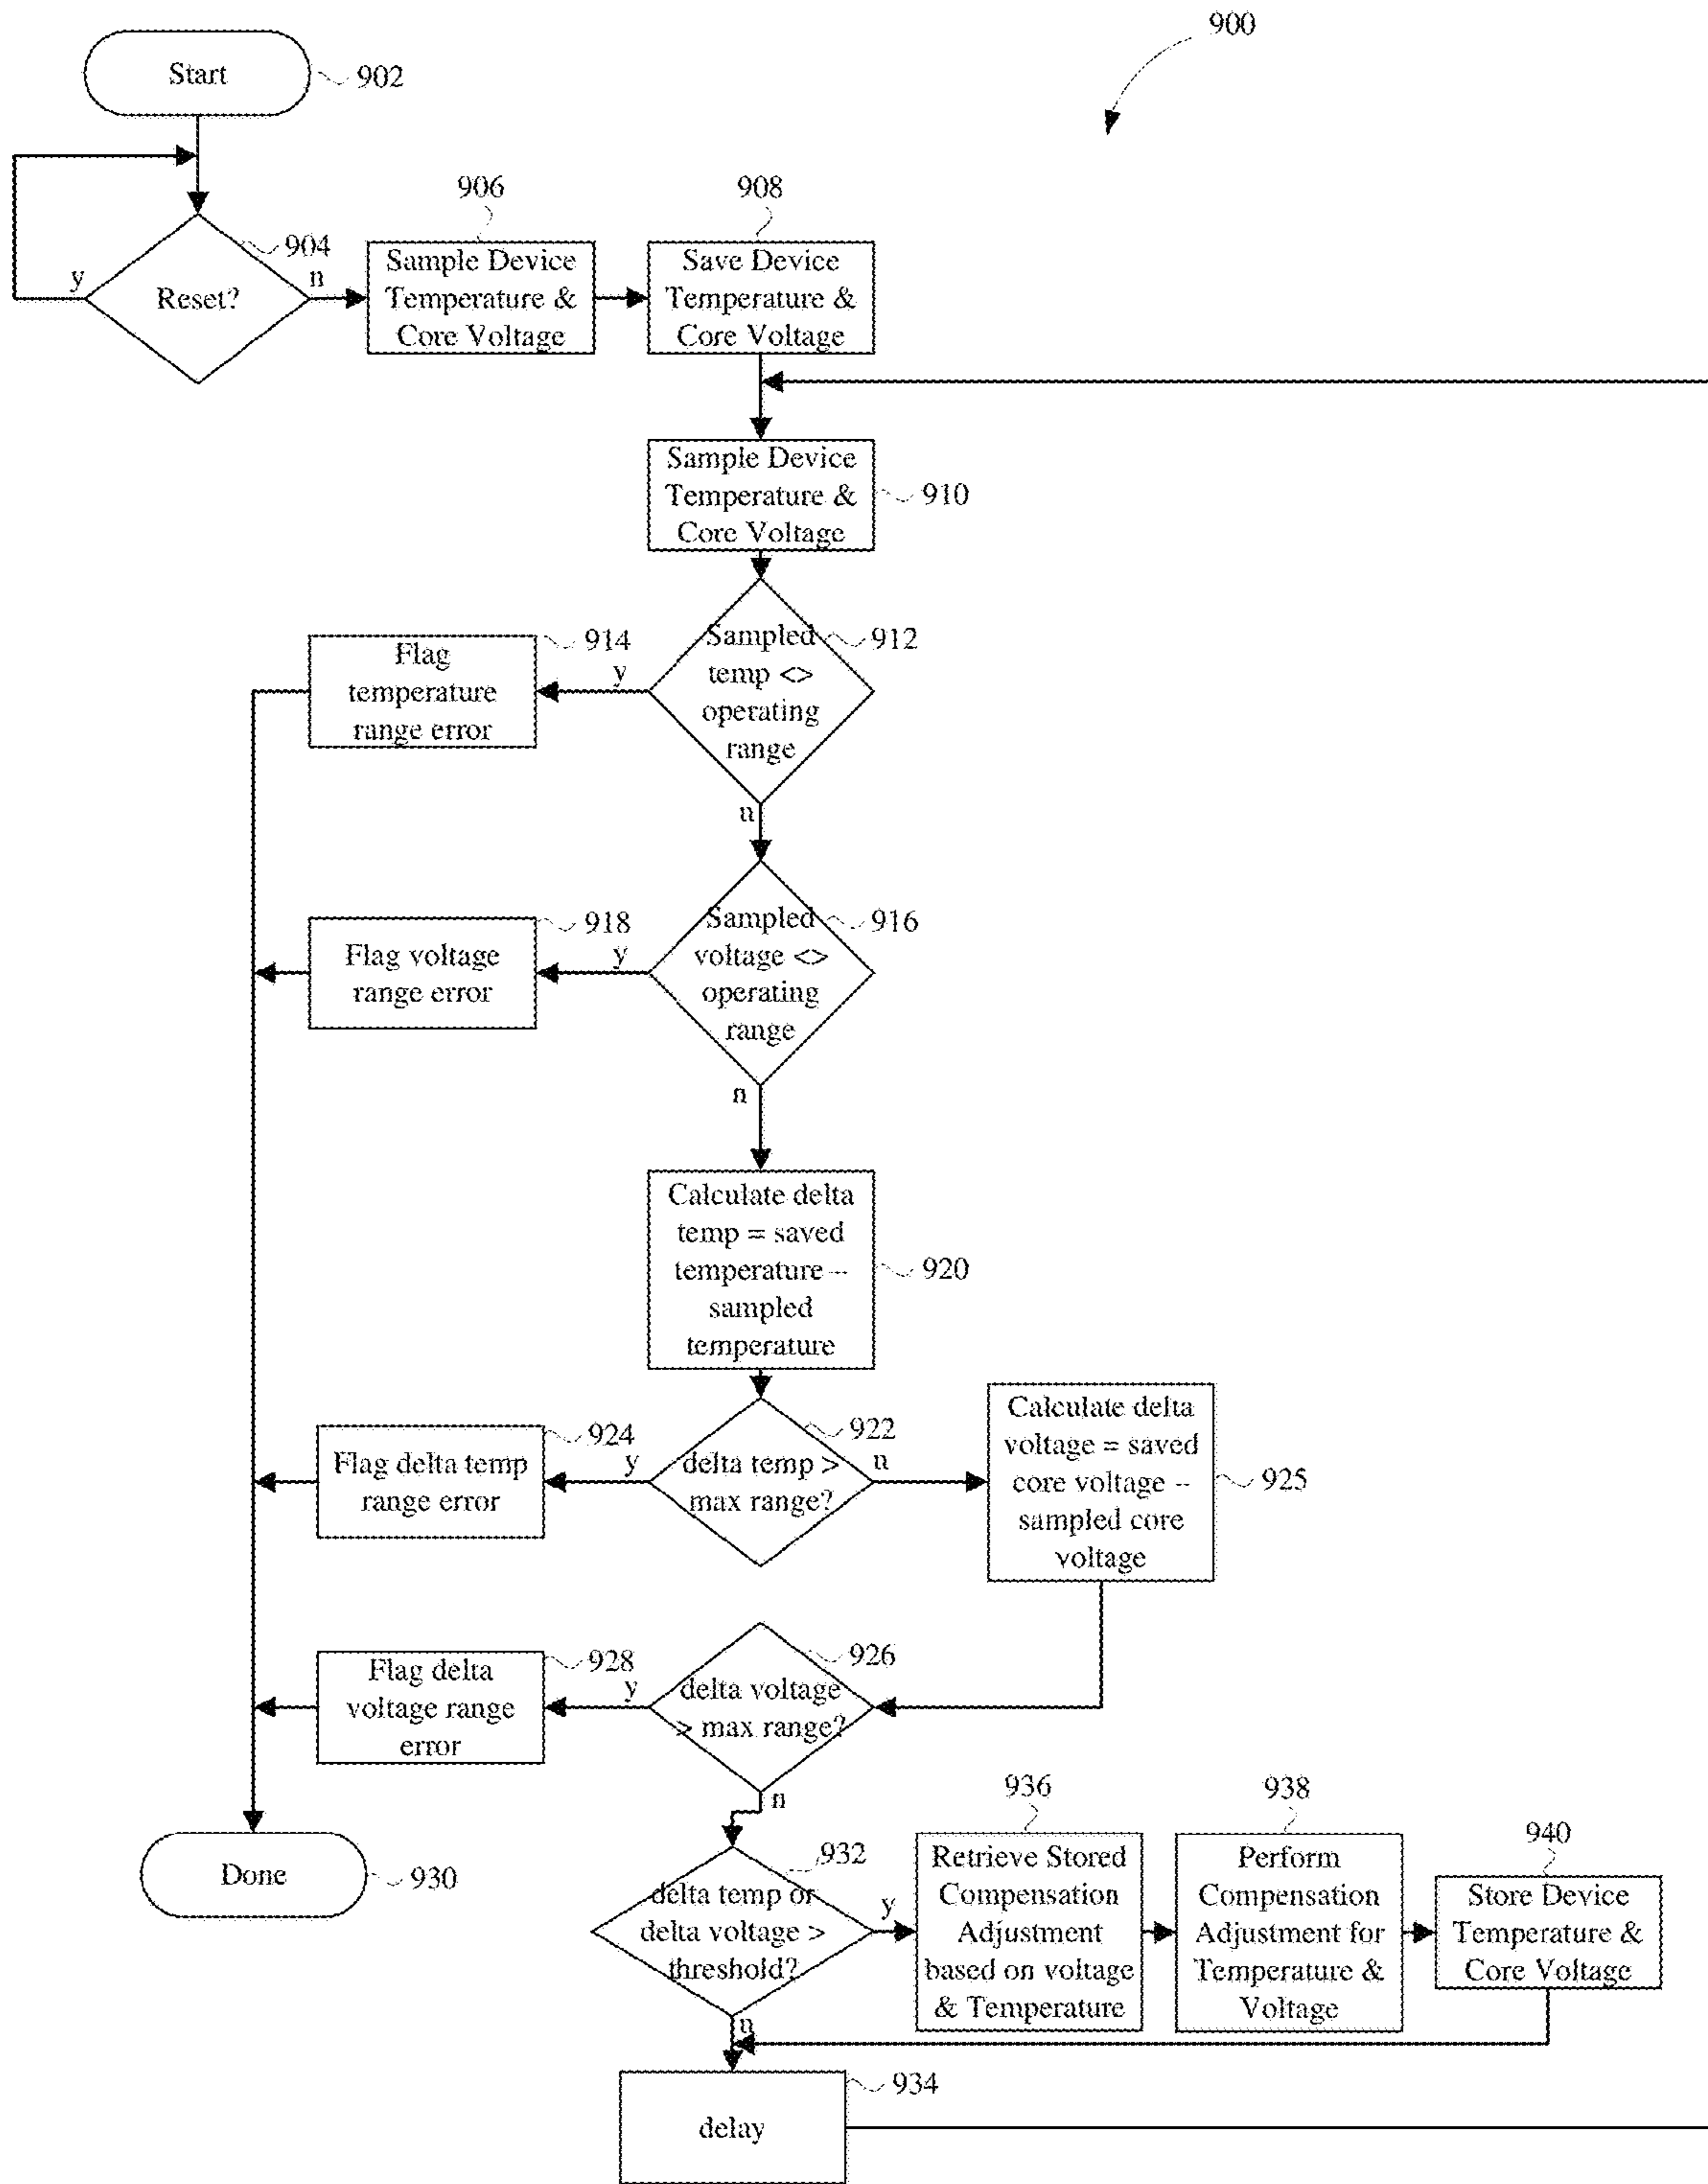 900
Start
902
904
y
n
Reset?
906
Sample Device
Temperature &
Core Voltage
908
Save Device
Temperature &
Core Voltage
Sample Device
Temperature &
Core Voltage
910
914
Flag
temperature
range error
y
Sampled
temp <>
operating
range
912
n
918
Flag voltage
range error
y
Sampled
voltage <>
operating
range
916
n
Calculate delta
temp = saved
temperature --
sampled
temperature
920
924
Flag delta temp
range error
y
922
delta temp >
max range?
n
Calculate delta
voltage = saved
core voltage --
sampled core
voltage
925
928
Flag delta
voltage range
error
y
926
delta voltage
> max range?
n
Done
930
932
delta temp or
delta voltage >
threshold?
y
n
936
Retrieve Stored
Compensation
Adjustment
based on voltage
& Temperature
938
Perform
Compensation
Adjustment for
Temperature &
Voltage
940
Store Device
Temperature &
Core Voltage
934
delay